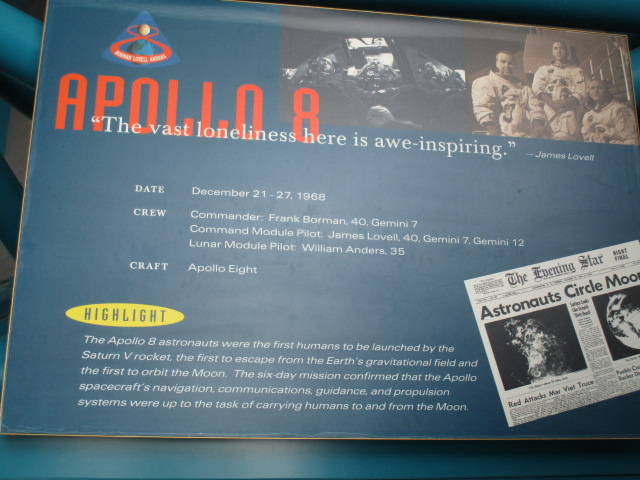 BORMAN LOVELL ANDERS
APOLLO 8
“The vast loneliness here is awe-inspiring.”
— James Lovell
DATE December 21 - 27, 1968
CREW Commander: Frank Borman, 40, Gemini 7
Command Module Pilot: James Lovell, 40, Gemini 7, Gemini 12
Lunar Module Pilot: William Anders, 35
CRAFT Apollo Eight
HIGHLIGHT
The Apollo 8 astronauts were the first humans to be launched by the
Saturn V rocket, the first to escape from the Earth's gravitational field and
the first to orbit the Moon. The six-day mission confirmed that the Apollo
spacecraft's navigation, communications, guidance, and propulsion
systems were up to the task of carrying humans to and from the Moon.
The Evening Star
NIGHT
FINAL
Astronauts Circle Moon
Red Attacks Mar Viet Truce